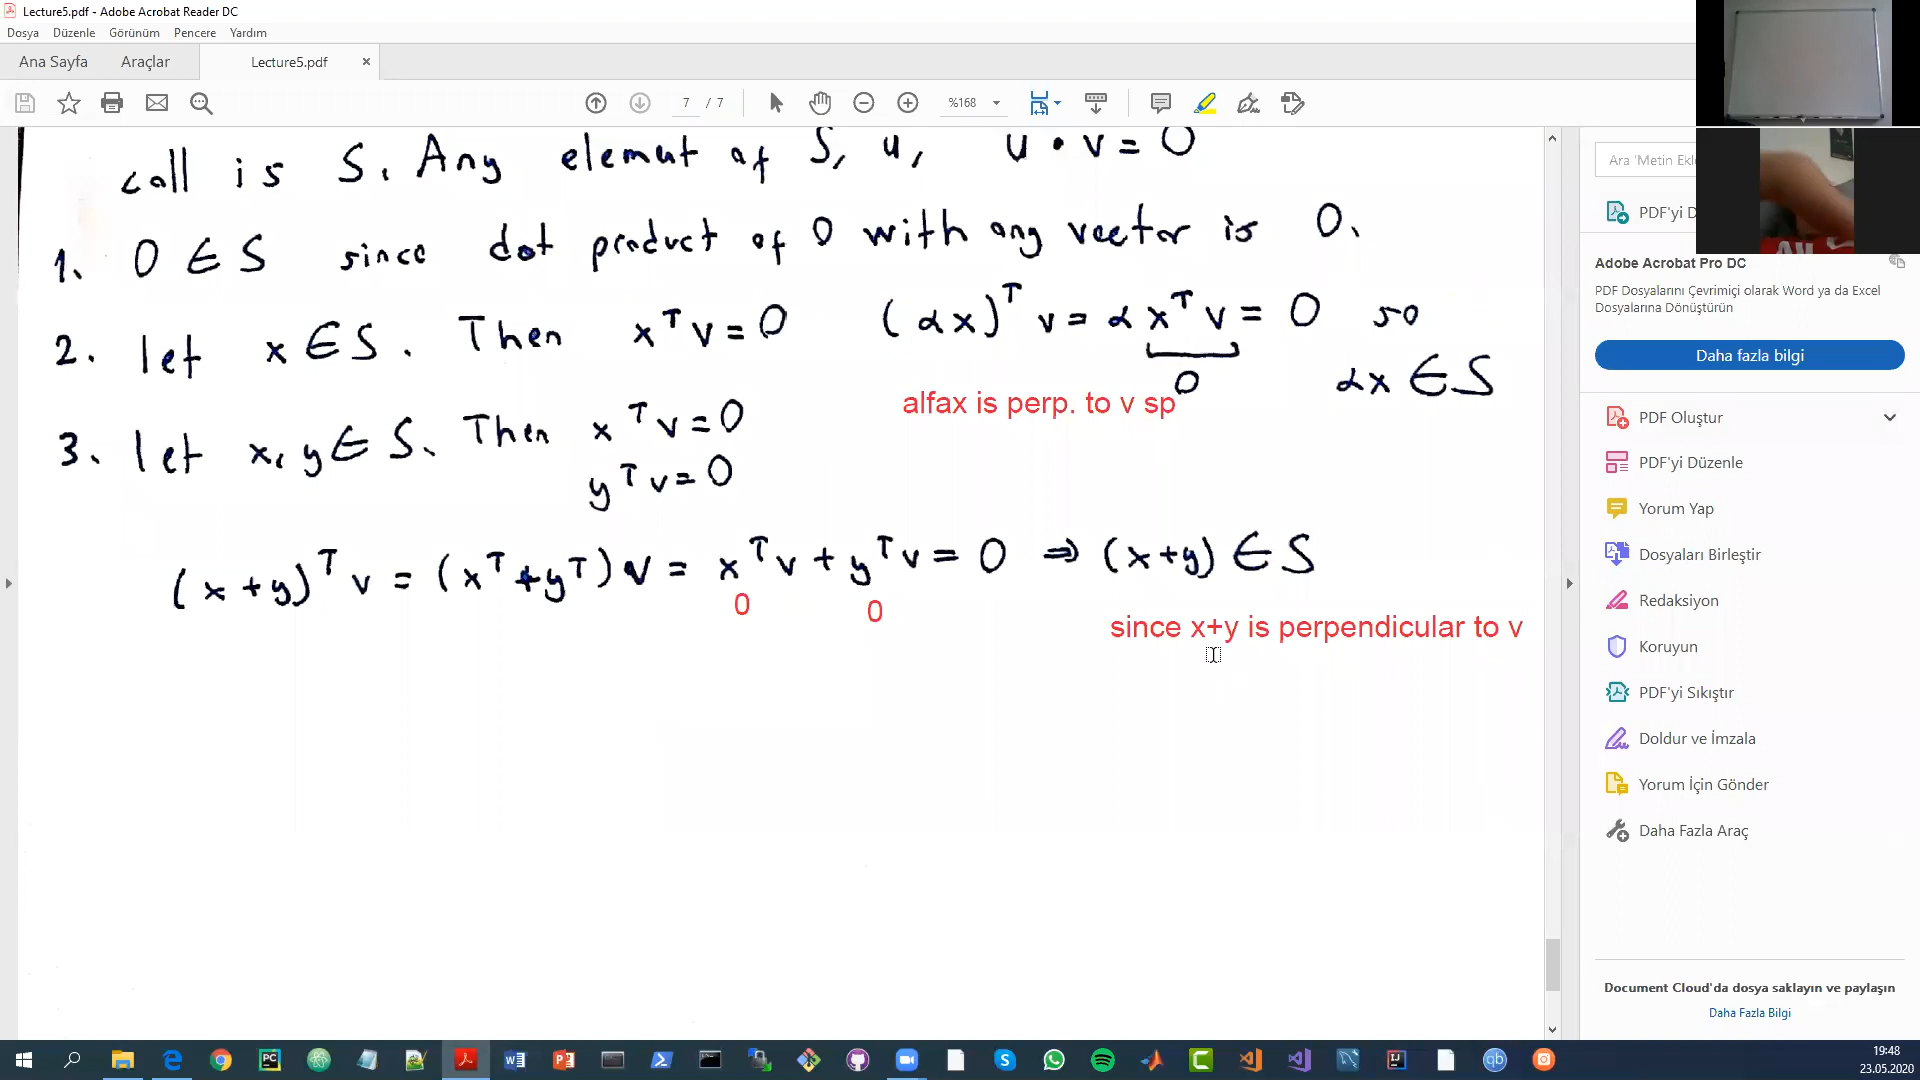 Lecture5.pdf - Adobe Acrobat Reader DC
Dosya Düzenle Görünüm Pencere Yardım
Ana Sayfa Araçlar Lecture5.pdf ×
7 / 7 %168
call is S. Any element of S, u, u • v = 0
1. 0 ∈ S since dot product of 0 with any vector is 0.
2. let x ∈ S. Then xᵀv = 0 (αx)ᵀ v = α xᵀ v = 0 so
0 αx ∈ S
alfax is perp. to v sp
3. let x, y ∈ S. Then xᵀv = 0
yᵀv = 0
(x+y)ᵀ v = (xᵀ + yᵀ) v = xᵀv + yᵀv = 0 ⇒ (x+y) ∈ S
0 0
since x+y is perpendicular to v
Ara 'Metin Ekl
PDF'yi D
Adobe Acrobat Pro DC
PDF Dosyalarını Çevrimiçi olarak Word ya da Excel
Dosyalarına Dönüştürün
Daha fazla bilgi
PDF Oluştur
PDF'yi Düzenle
Yorum Yap
Dosyaları Birleştir
Redaksiyon
Koruyun
PDF'yi Sıkıştır
Doldur ve İmzala
Yorum İçin Gönder
Daha Fazla Araç
Document Cloud'da dosya saklayın ve paylaşın
Daha Fazla Bilgi
19:48
23.05.2020